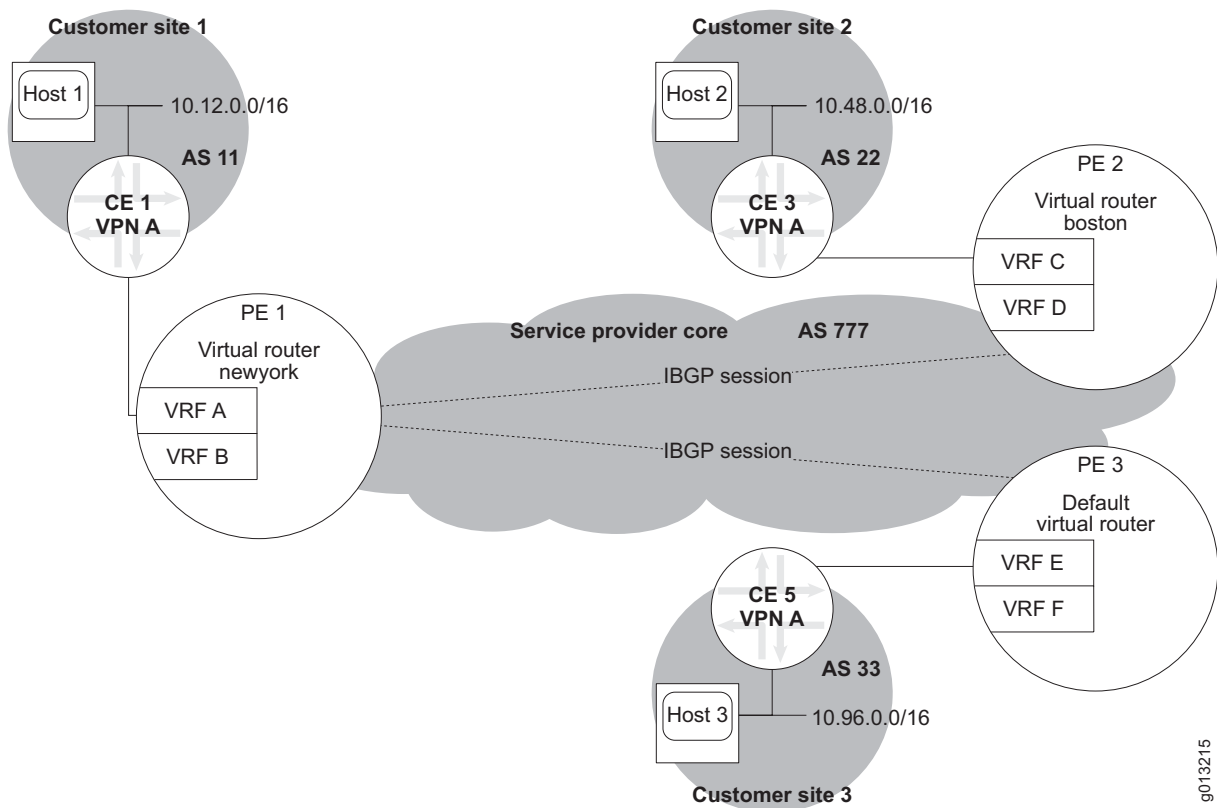 Customer site 1
Host 1
10.12.0.0/16
AS 11
CE 1
VPN A
Customer site 2
Host 2
10.48.0.0/16
AS 22
CE 3
VPN A
PE 2
Virtual router
boston
VRF C
VRF D
PE 1
Virtual router
newyork
VRF A
VRF B
Service provider core
AS 777
IBGP session
IBGP session
PE 3
Default
virtual router
VRF E
VRF F
CE 5
VPN A
AS 33
Host 3
10.96.0.0/16
Customer site 3
g013215